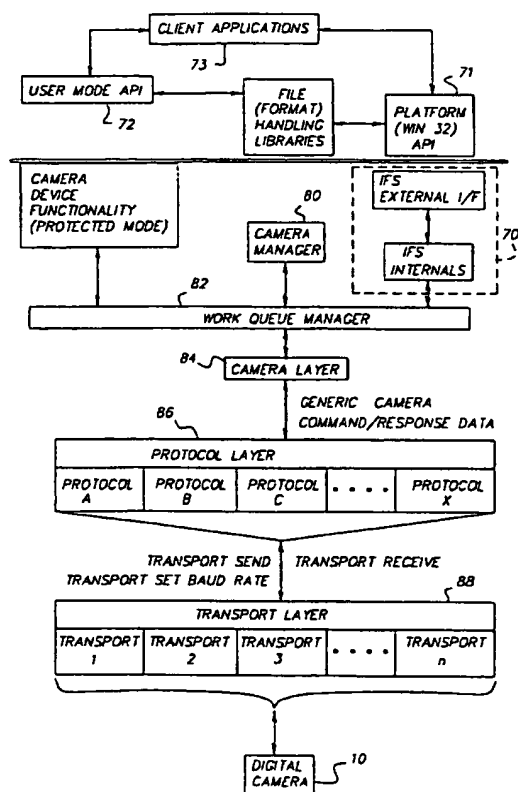 CLIENT APPLICATIONS
73
USER MODE API
72
FILE
(FORMAT)
HANDLING
LIBRARIES
71
PLATFORM
(WIN 32)
API
CAMERA
DEVICE
FUNCTIONALITY
(PROTECTED MODE)
80
CAMERA
MANAGER
IFS
EXTERNAL I/F
70
IFS
INTERNALS
82
WORK QUEUE MANAGER
84
CAMERA LAYER
GENERIC CAMERA
COMMAND/RESPONSE DATA
86
PROTOCOL LAYER
PROTOCOL
A
PROTOCOL
B
PROTOCOL
C
• • • •
PROTOCOL
X
TRANSPORT SEND
TRANSPORT SET BAUD RATE
TRANSPORT RECEIVE
88
TRANSPORT LAYER
TRANSPORT
1
TRANSPORT
2
TRANSPORT
3
• • • •
TRANSPORT
n
DIGITAL
CAMERA
10